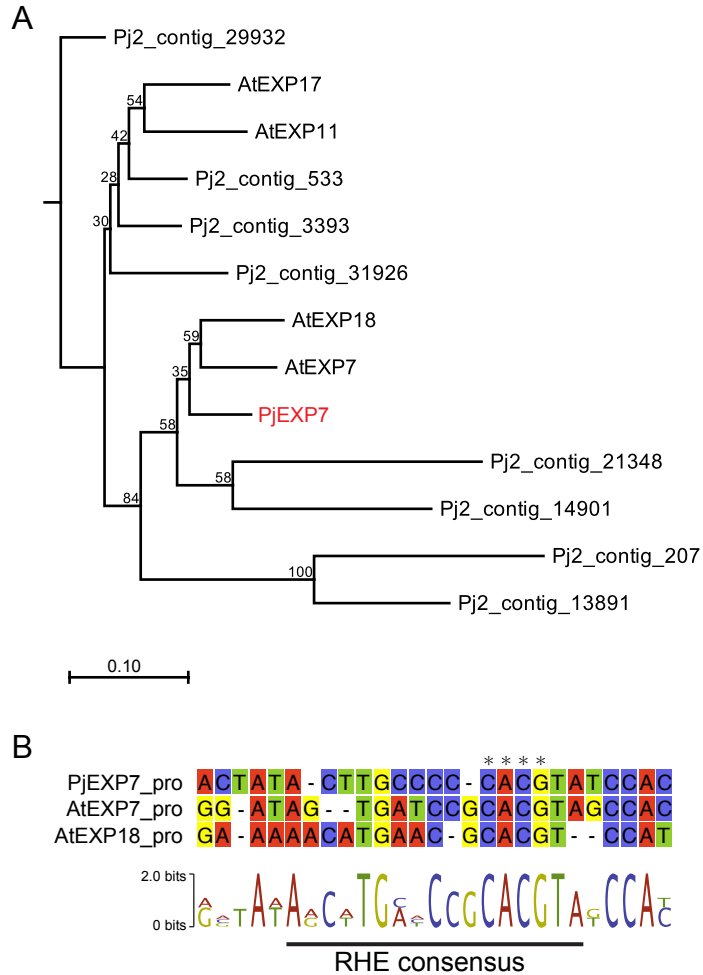 A
Pj2_contig_29932
AtEXP17
54
AtEXP11
42
Pj2_contig_533
28
Pj2_contig_3393
30
Pj2_contig_31926
AtEXP18
59
AtEXP7
35
PjEXP7
58
Pj2_contig_21348
58
Pj2_contig_14901
84
Pj2_contig_207
100
Pj2_contig_13891
0.10
B
* * * *
PjEXP7_pro ACTATA-CTTGCCCC-CACGTATCCAC
AtEXP7_pro GG-ATAG--TGATCCGCACGTAGCCAC
AtEXP18_pro GA-AAAACATGAAC-GCACGT--CCAT
2.0 bits
0 bits
RHE consensus